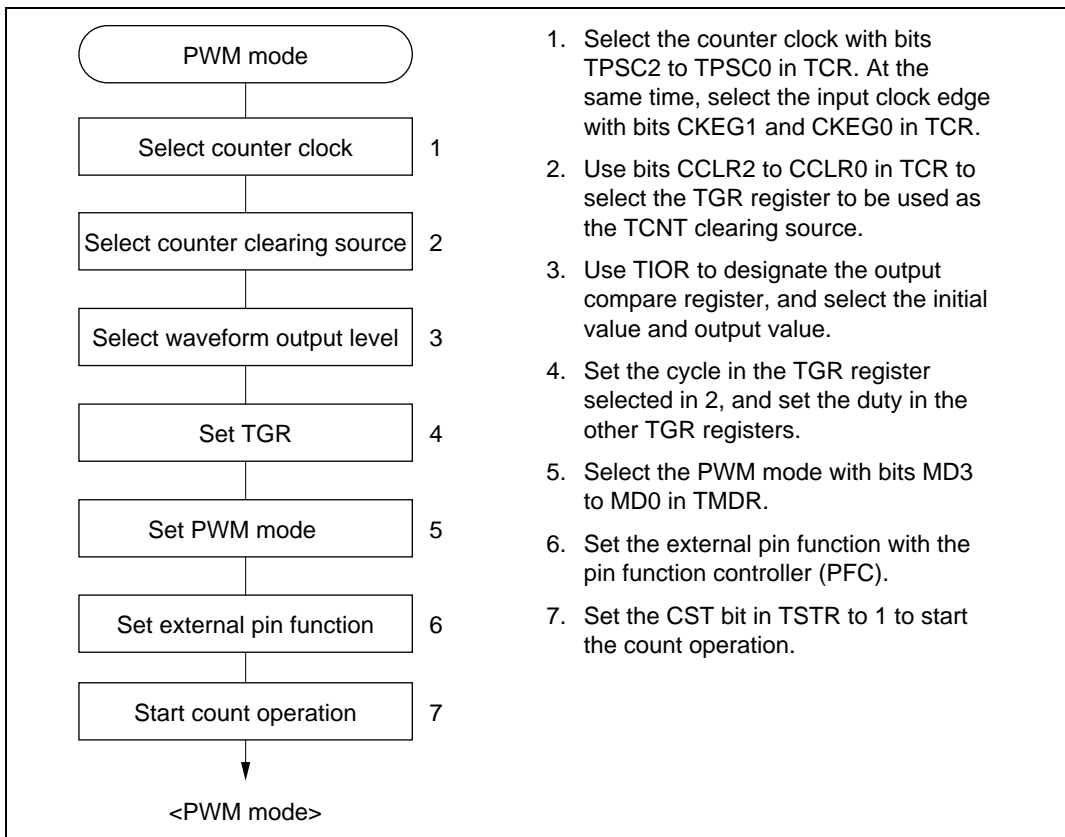 PWM mode
Select counter clock
1
Select counter clearing source
2
Select waveform output level
3
Set TGR
4
Set PWM mode
5
Set external pin function
6
Start count operation
7
<PWM mode>
1. Select the counter clock with bits
TPSC2 to TPSC0 in TCR. At the
same time, select the input clock edge
with bits CKEG1 and CKEG0 in TCR.
2. Use bits CCLR2 to CCLR0 in TCR to
select the TGR register to be used as
the TCNT clearing source.
3. Use TIOR to designate the output
compare register, and select the initial
value and output value.
4. Set the cycle in the TGR register
selected in 2, and set the duty in the
other TGR registers.
5. Select the PWM mode with bits MD3
to MD0 in TMDR.
6. Set the external pin function with the
pin function controller (PFC).
7. Set the CST bit in TSTR to 1 to start
the count operation.